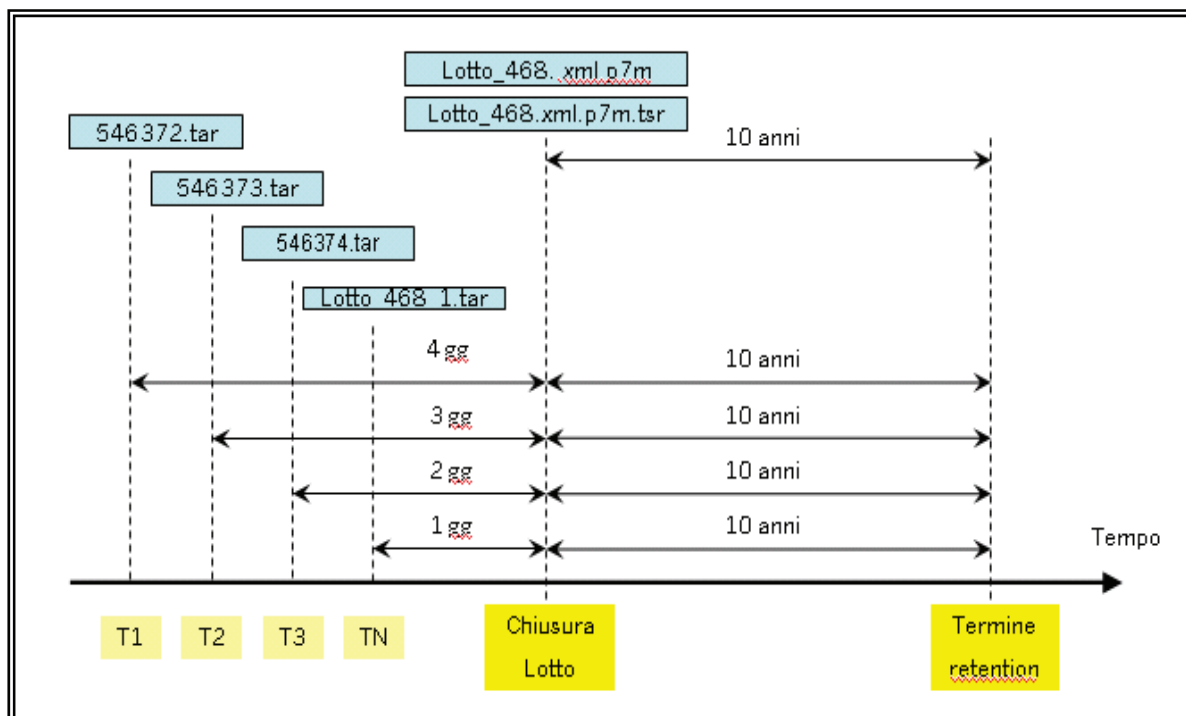 Lotto_468. .xml.p7m
Lotto_468.xml.p7m.tsr
546372.tar
10 anni
546373.tar
546374.tar
Lotto_468_1.tar
4 gg
10 anni
3 gg
10 anni
2 gg
10 anni
1 gg
10 anni
Tempo
T1
T2
T3
TN
Chiusura
Lotto
Termine
retention